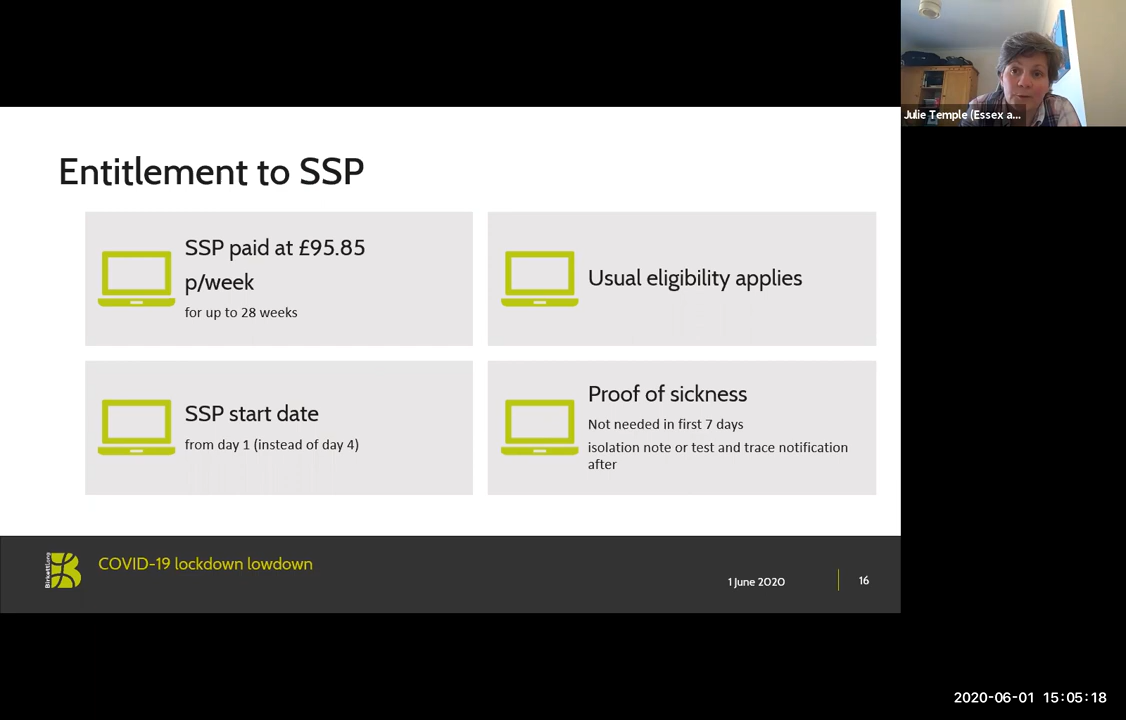 Julie Temple (Essex a...
Entitlement to SSP
SSP paid at £95.85
p/week
for up to 28 weeks
Usual eligibility applies
SSP start date
from day 1 (instead of day 4)
Proof of sickness
Not needed in first 7 days
isolation note or test and trace notification
after
BirkettLong
COVID-19 lockdown lowdown
1 June 2020
16
2020-06-01 15:05:18